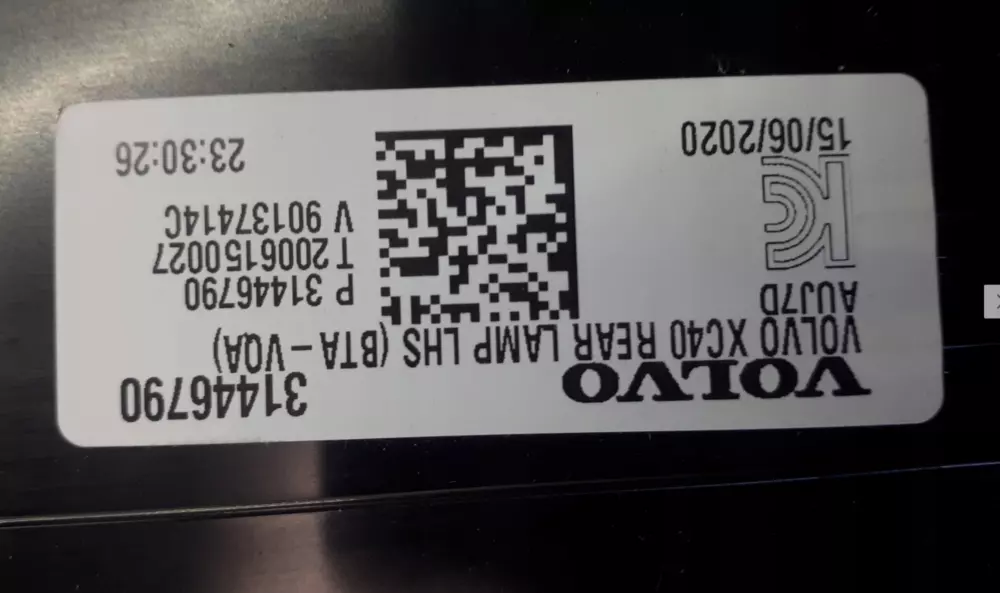 VOLVO 31446790
VOLVO XC40 REAR LAMP LHS (BTA - VQA)
AUJ7D
P 31446790
T 2006150027
V 90137414C
15/06/2020 23:30:26